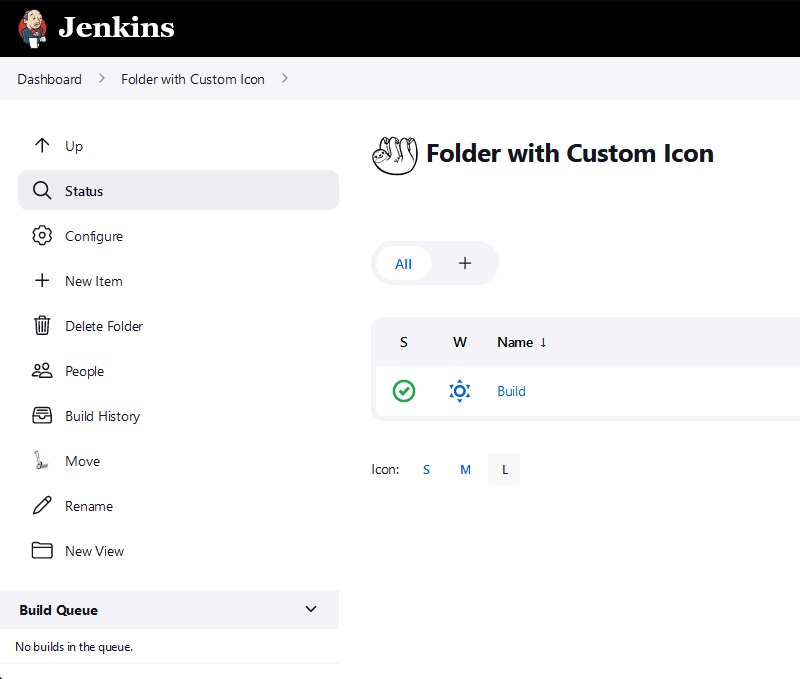 Jenkins
Dashboard > Folder with Custom Icon >
Up
Status
Configure
New Item
Delete Folder
People
Build History
Move
Rename
New View
Build Queue
No builds in the queue.
Folder with Custom Icon
All +
S W Name ↓
Build
Icon: S M L